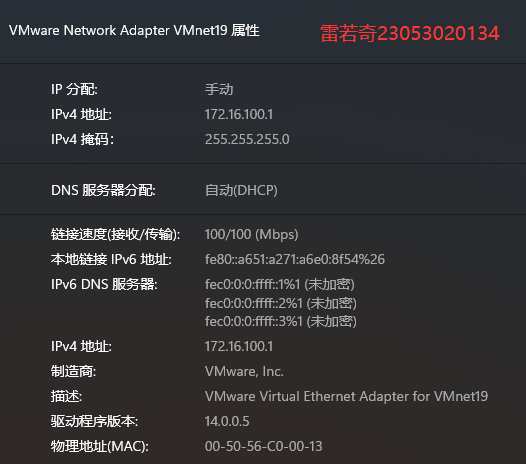 VMware Network Adapter VMnet19 属性
雷若奇23053020134
IP 分配: 手动
IPv4 地址: 172.16.100.1
IPv4 掩码: 255.255.255.0
DNS 服务器分配: 自动(DHCP)
链接速度(接收/传输): 100/100 (Mbps)
本地链接 IPv6 地址: fe80::a651:a271:a6e0:8f54%26
IPv6 DNS 服务器: fec0:0:0:ffff::1%1 (未加密)
fec0:0:0:ffff::2%1 (未加密)
fec0:0:0:ffff::3%1 (未加密)
IPv4 地址: 172.16.100.1
制造商: VMware, Inc.
描述: VMware Virtual Ethernet Adapter for VMnet19
驱动程序版本: 14.0.0.5
物理地址(MAC): 00-50-56-C0-00-13